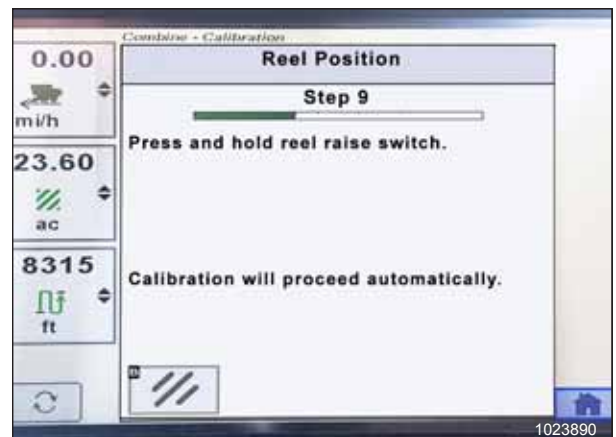 Combine - Calibration
Reel Position
Step 9
Press and hold reel raise switch.
Calibration will proceed automatically.
0.00
mi/h
23.60
ac
8315
ft
1023890